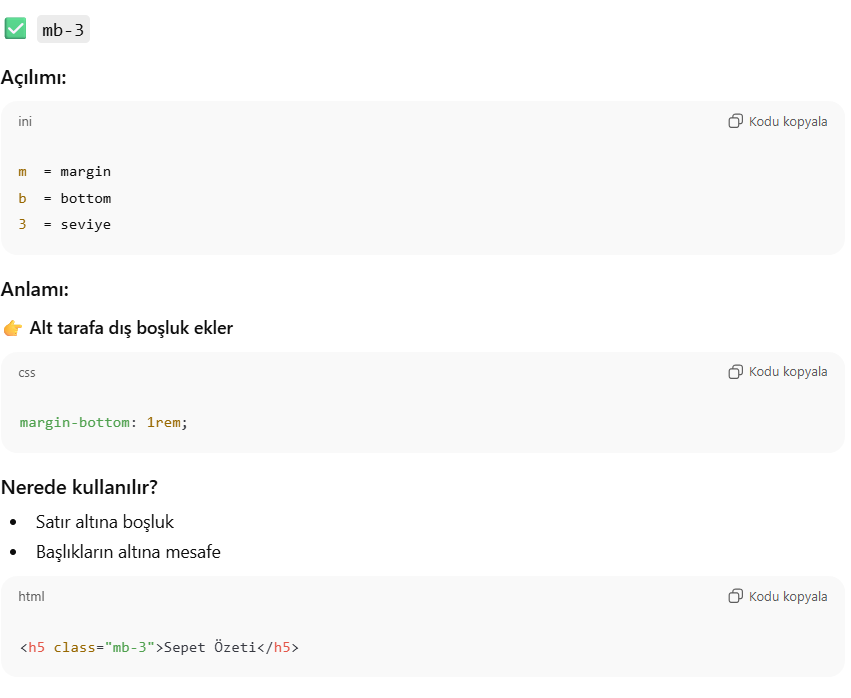 ✅ mb-3
Açılımı:
ini Kodu kopyala
m = margin
b = bottom
3 = seviye
Anlamı:
👉 Alt tarafa dış boşluk ekler
css Kodu kopyala
margin-bottom: 1rem;
Nerede kullanılır?
• Satır altına boşluk
• Başlıkların altına mesafe
html Kodu kopyala
<h5 class="mb-3">Sepet Özeti</h5>